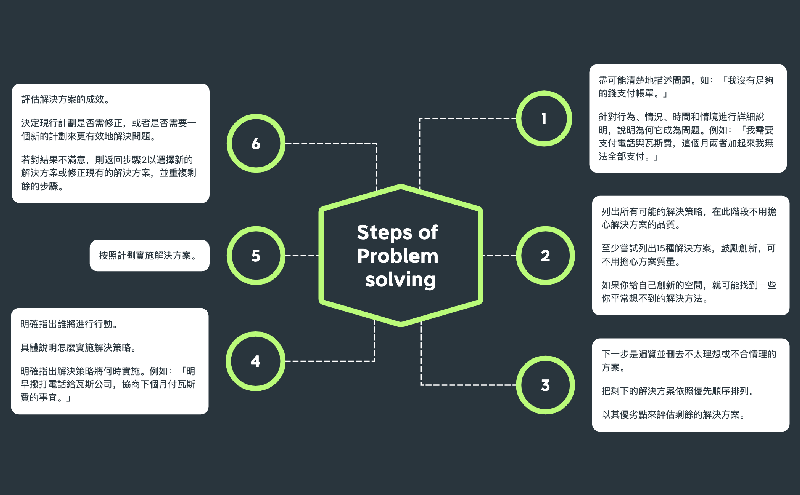 Steps of
Problem
solving
1
盡可能清楚地描述問題。如：「我沒有足夠
的錢支付帳單。」
針對行為、情況、時間和情境進行詳細說
明，說明為何它成為問題。例如：「我需要
支付電話與瓦斯費，這個月兩者加起來我無
法全部支付。」
2
列出所有可能的解決策略，在此階段不用擔
心解決方案的品質。
至少嘗試列出15種解決方案，鼓勵創新，可
不用擔心方案質量。
如果你給自己創新的空間，就可能找到一些
你平常想不到的解決方法。
3
下一步是過覽並刪去不太理想或不合情理的
方案。
把剩下的解決方案依照優先順序排列，
以其優劣點來評估剩餘的解決方案。
4
明確指出誰將進行行動。
具體說明怎麼實施解決策略。
明確指出解決策略將何時實施。例如：「明
早撥打電話給瓦斯公司，協商下個月付瓦斯
費的事宜。」
5
按照計劃實施解決方案。
6
評估解決方案的成效。
決定現行計劃是否需修正，或者是否需要一
個新的計劃來更有效地解決問題。
若對結果不滿意，則返回步驟2以選擇新的
解決方案或修正現有的解決方案，並重複剩
餘的步驟。